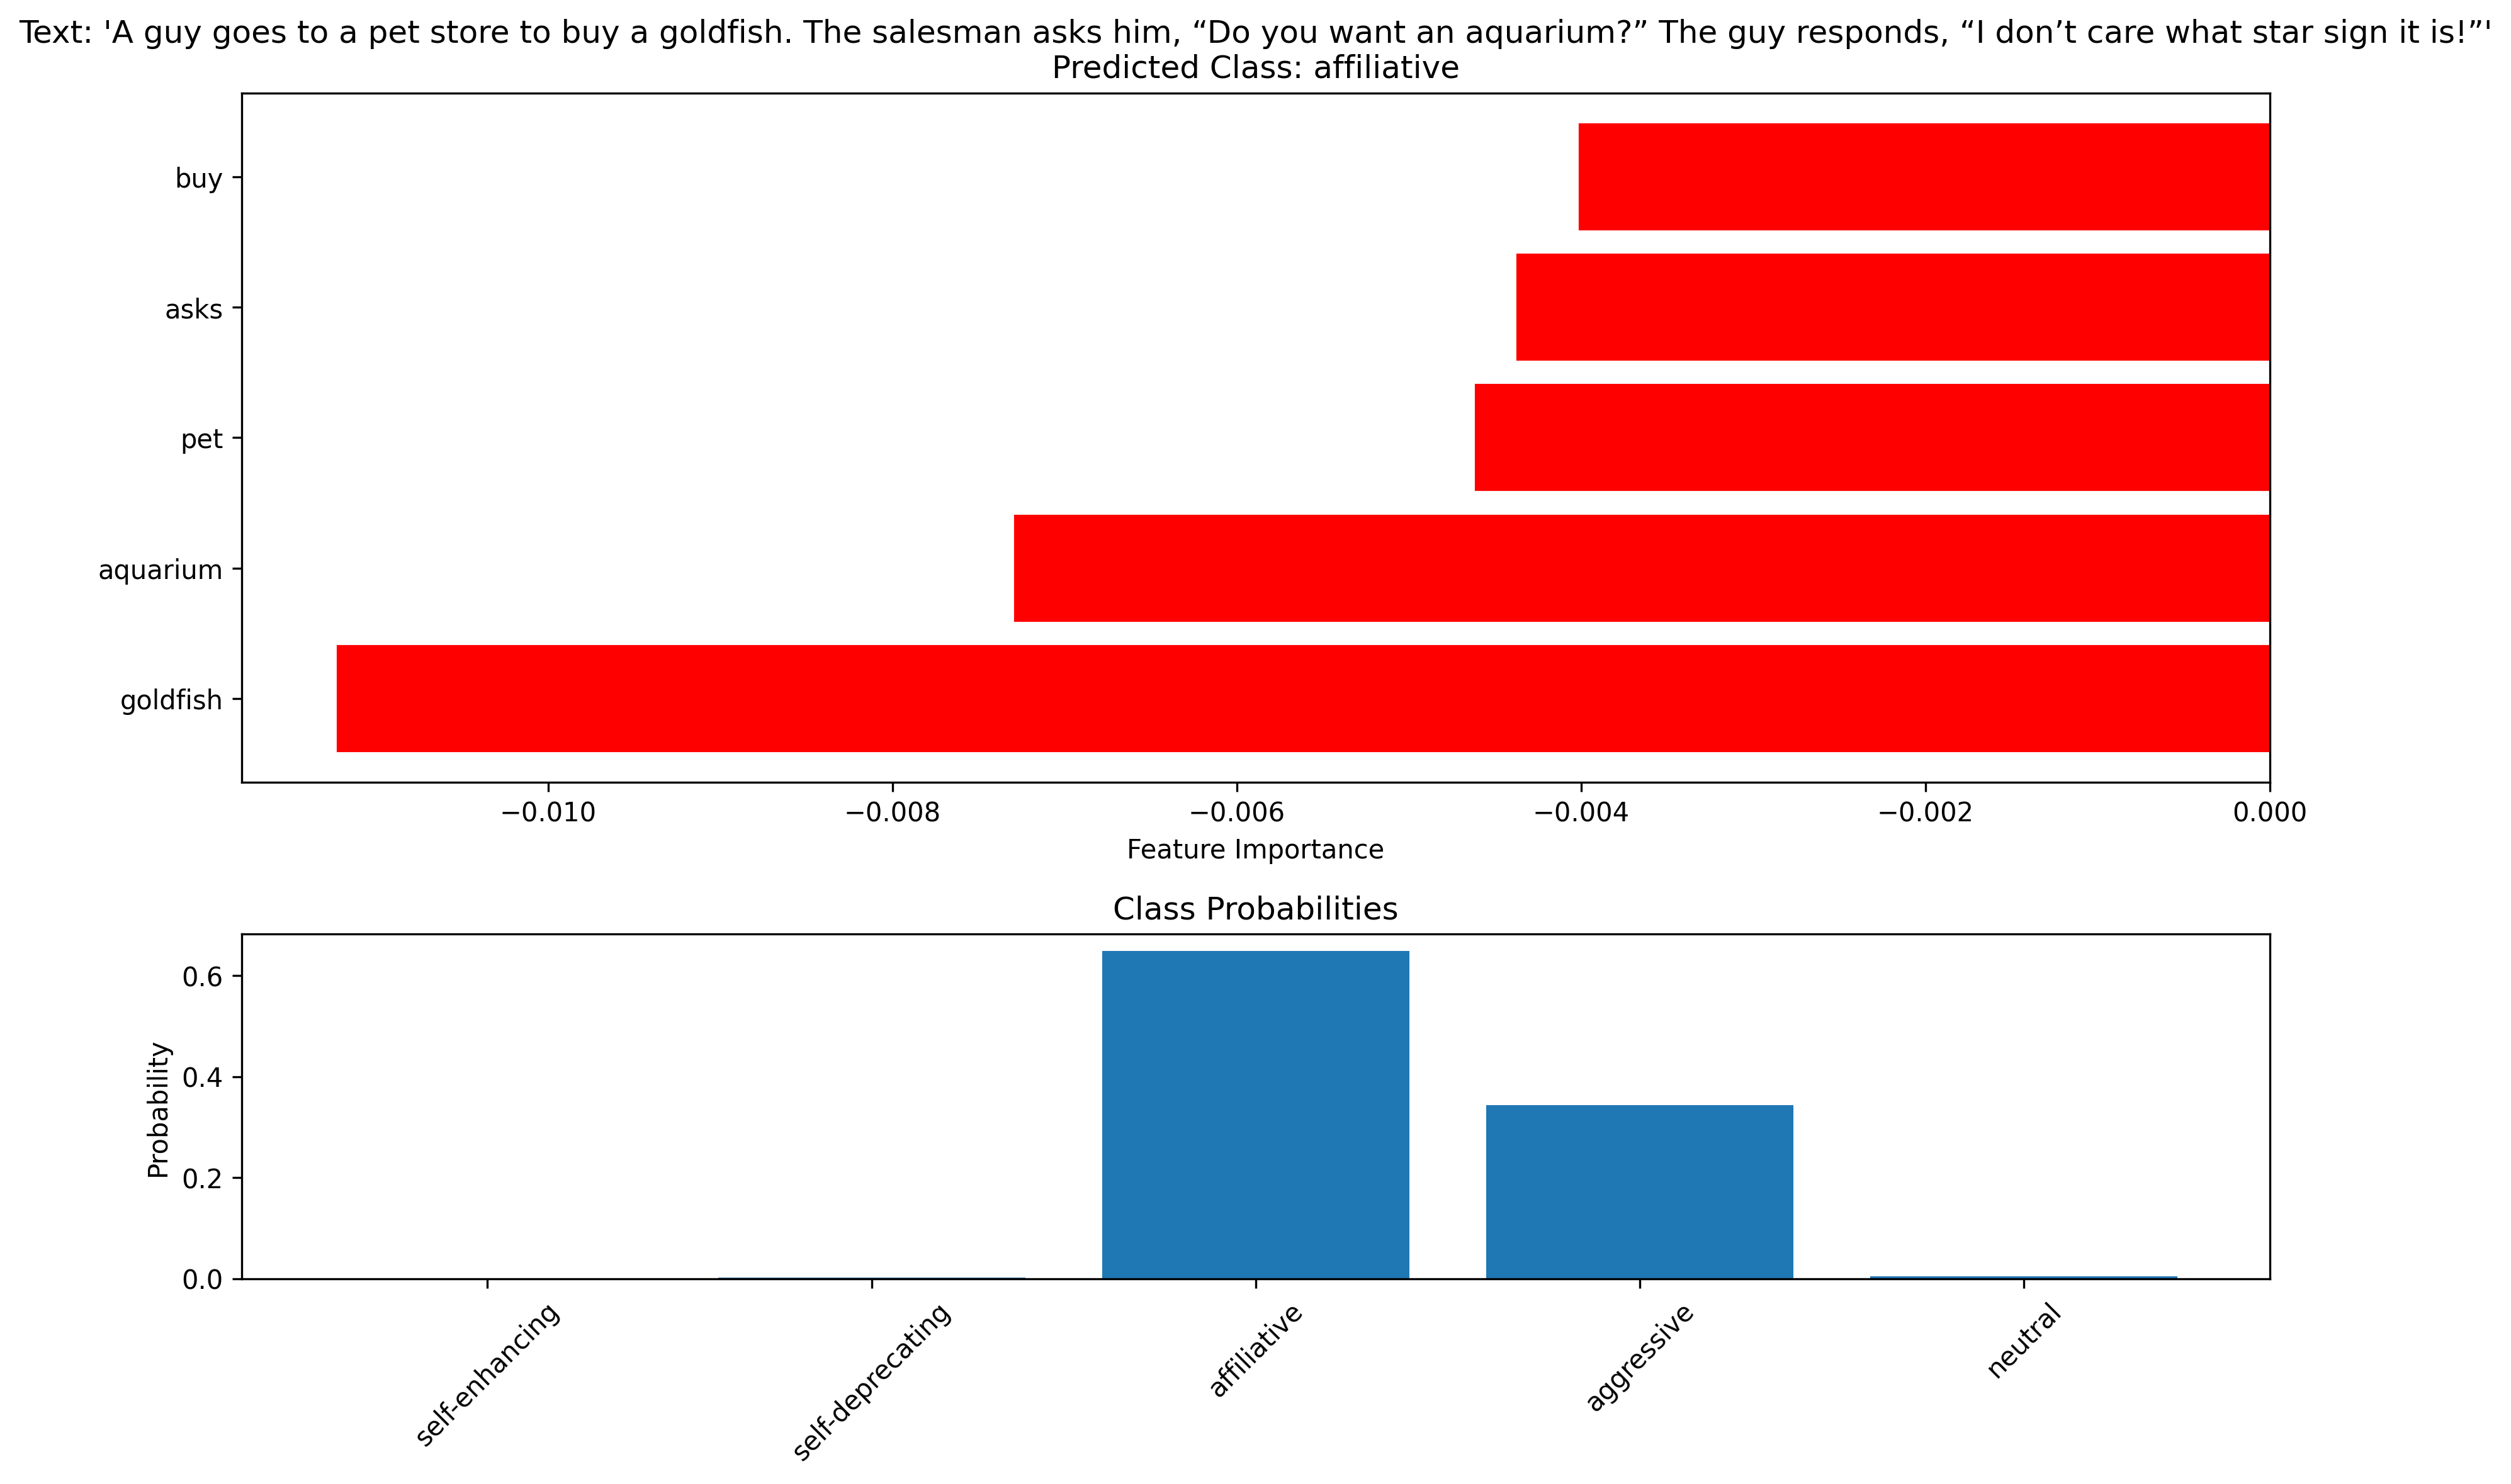 Text: 'A guy goes to a pet store to buy a goldfish. The salesman asks him, “Do you want an aquarium?” The guy responds, “I don’t care what star sign it is!”'
Predicted Class: affiliative
buy
asks
pet
aquarium
goldfish
−0.010 −0.008 −0.006 −0.004 −0.002 0.000
Feature Importance
Class Probabilities
0.6
0.4
0.2
0.0
Probability
self-enhancing self-deprecating affiliative aggressive neutral